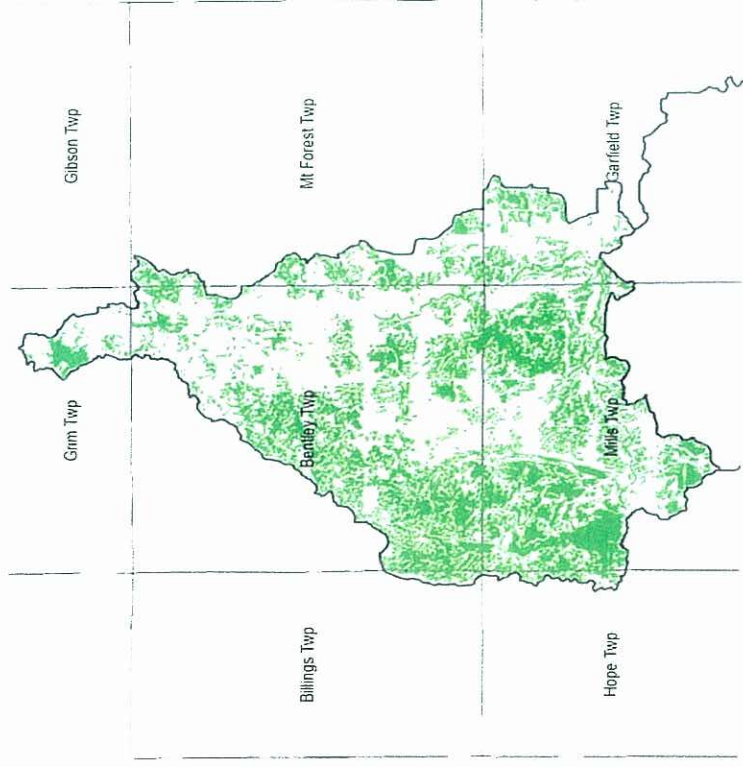 Gibson Twp
Mt Forest Twp
Garfield Twp
Grim Twp
Bentley Twp
Mills Twp
Billings Twp
Hope Twp